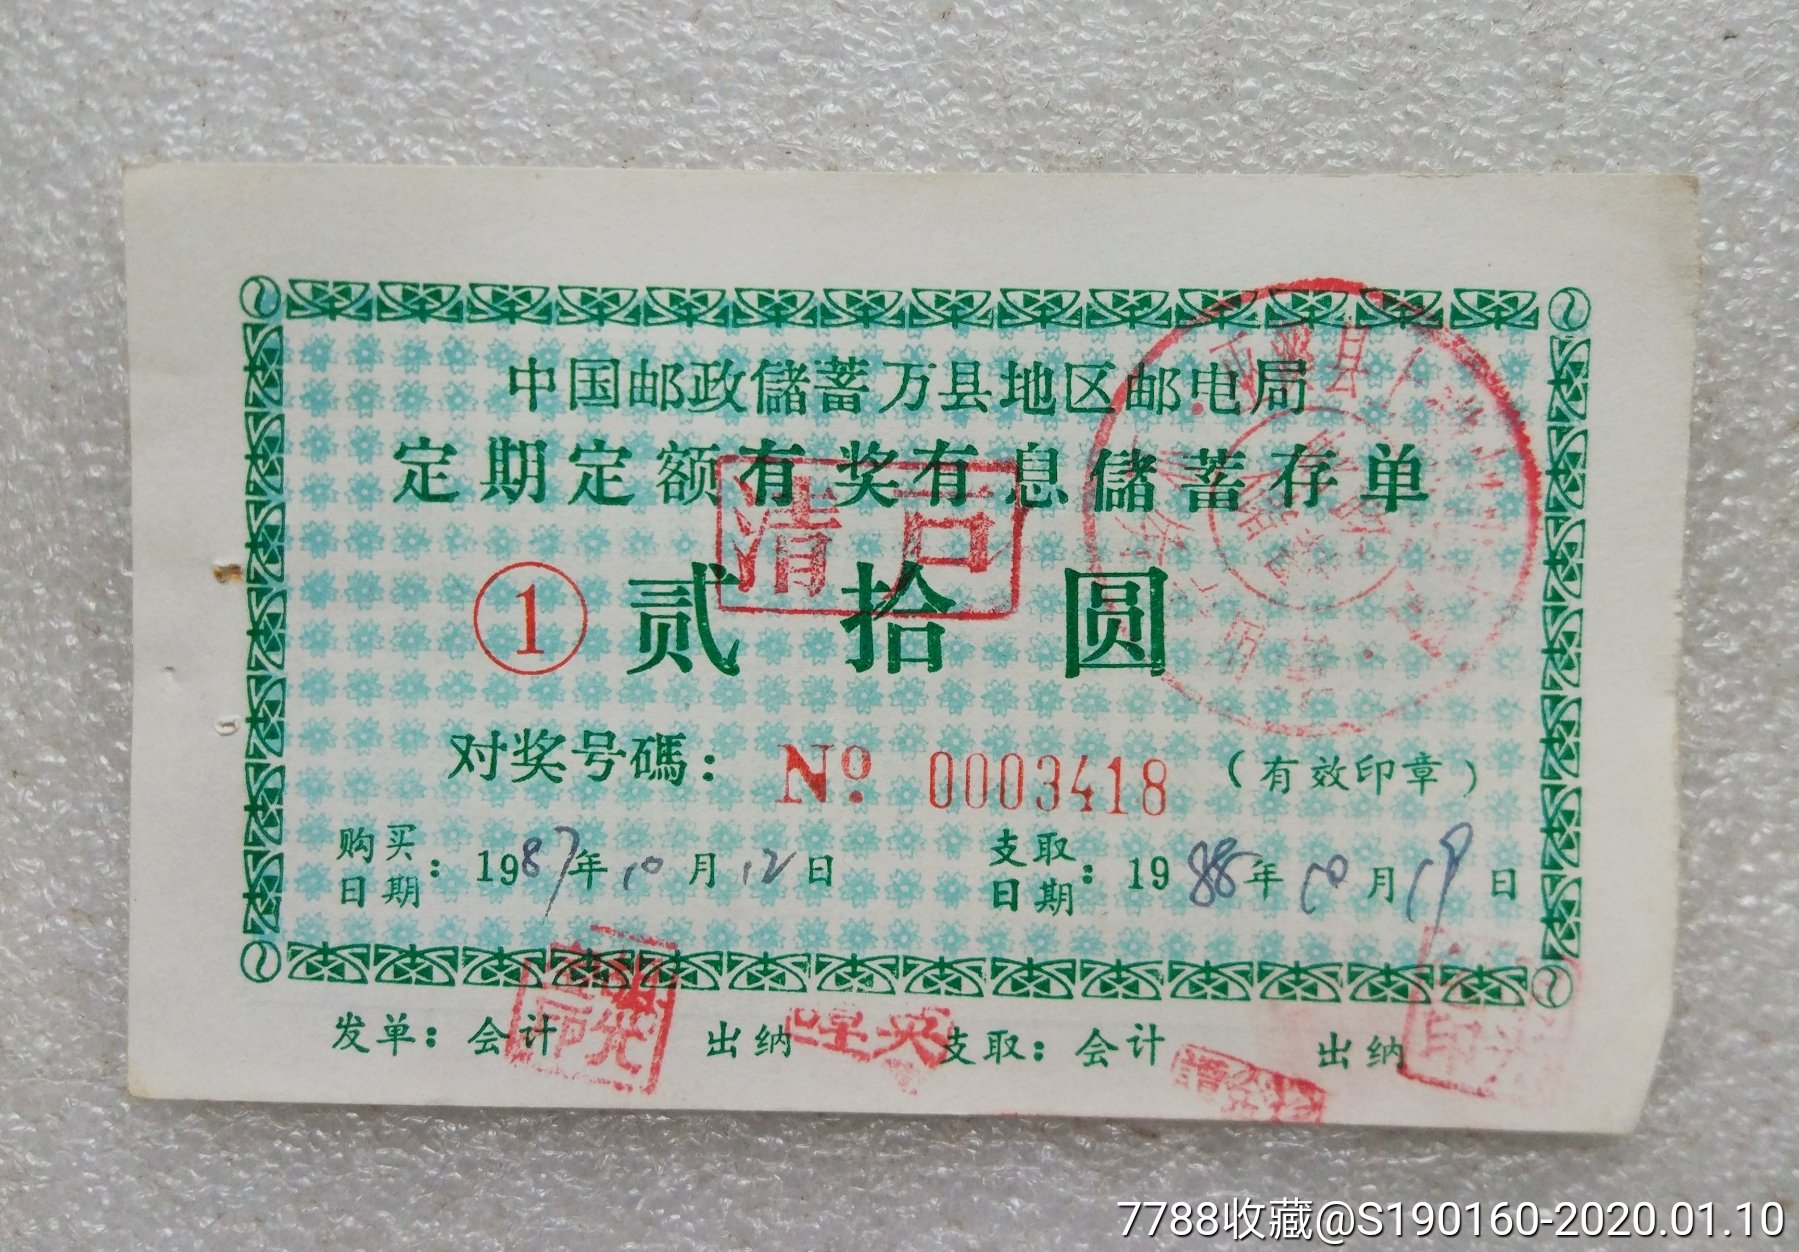 中国邮政儲蓄万县地区邮电局
定期定额有奖有息儲蓄存单
清户
① 贰拾圆
对奖号碼： Nº 0003418 （有效印章）
购买日期：1987年10月12日 支取日期：1988年10月19日
发单：会计 出纳 支取：会计 出纳
7788收藏@S190160-2020.01.10